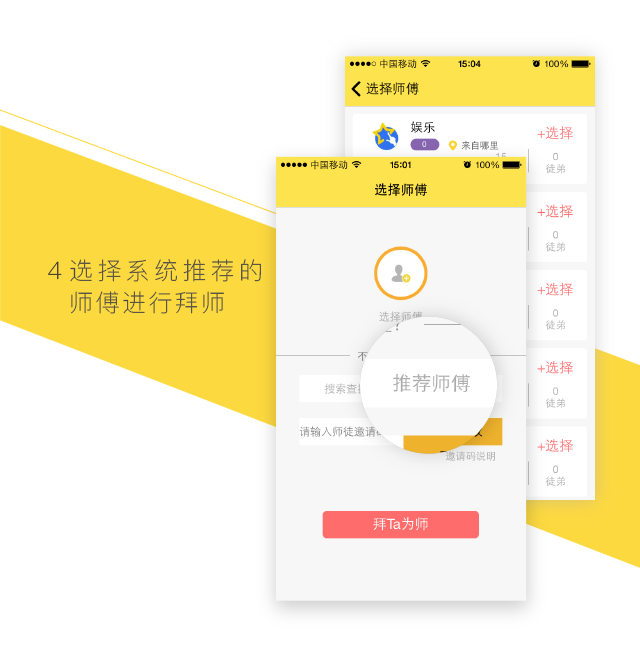 中国移动 15:04 100%
选择师傅
娱乐
+选择
0
来自哪里
0
徒弟
+选择
0
徒弟
+选择
0
徒弟
+选择
0
徒弟
+选择
0
徒弟
中国移动 15:01 100%
选择师傅
4 选择系统推荐的
师傅进行拜师
选择师傅
推荐师傅
搜索查
请输入师徒邀请码
邀请码说明
拜Ta为师